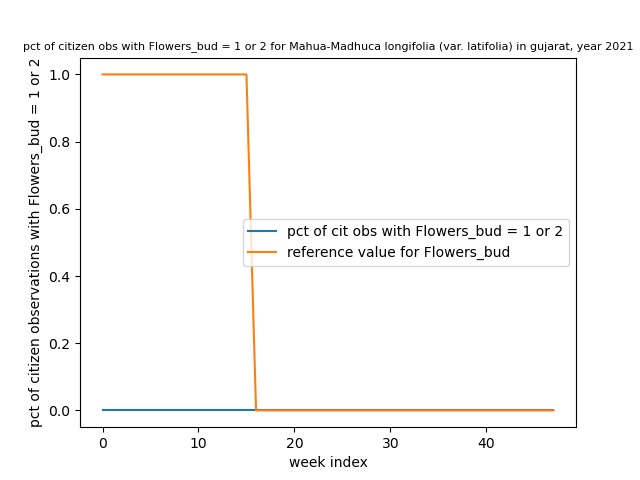 pct of citizen obs with Flowers_bud = 1 or 2 for Mahua-Madhuca longifolia (var. latifolia) in gujarat, year 2021
pct of citizen observations with Flowers_bud = 1 or 2
1.0
0.8
0.6
0.4
0.2
0.0
pct of cit obs with Flowers_bud = 1 or 2
reference value for Flowers_bud
0 10 20 30 40
week index